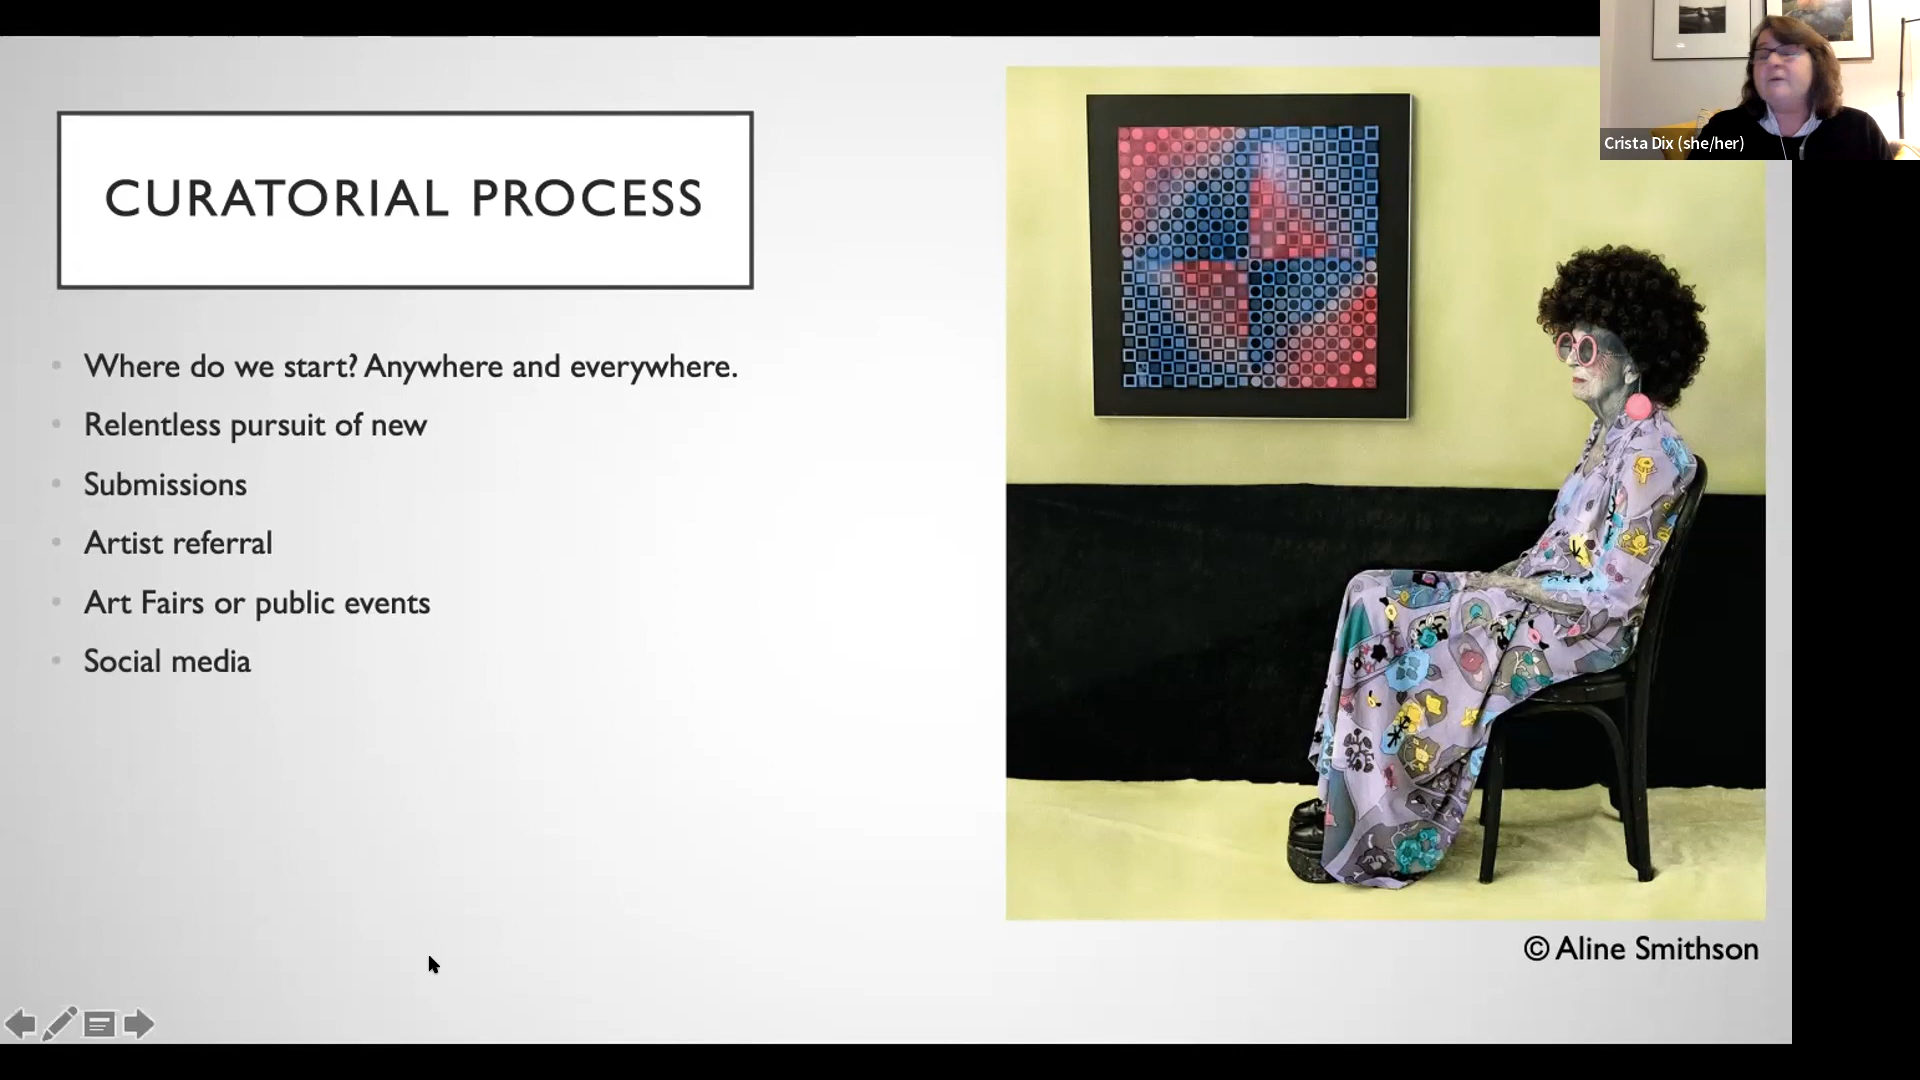 Crista Dix (she/her)
CURATORIAL PROCESS
Where do we start? Anywhere and everywhere.
Relentless pursuit of new
Submissions
Artist referral
Art Fairs or public events
Social media
© Aline Smithson